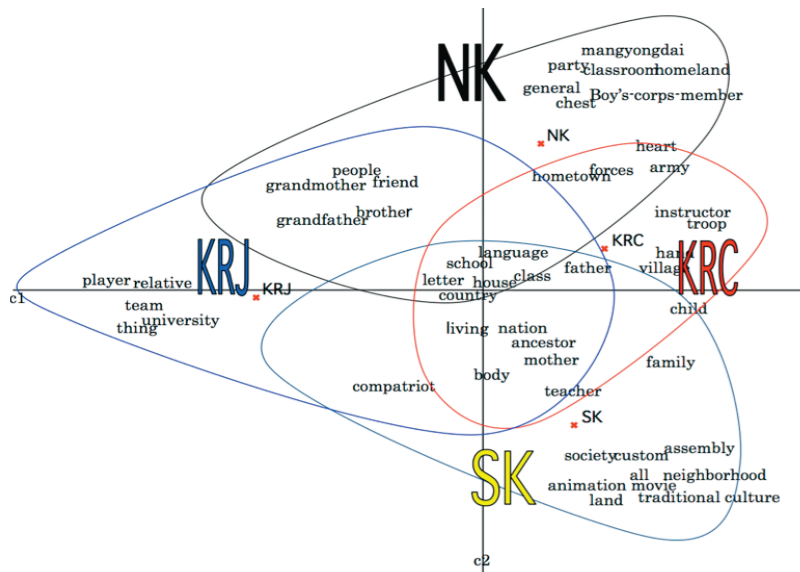 NK
mangyongdai
party
classroom homeland
general
chest
Boy's-corps-member
NK
heart
people
forces
army
grandmother
friend
hometown
grandfather
brother
instructor
troop
KRC
language
school
hand
KRJ
KRC
father
village
class
player
relative
letter
house
KRJ
country
c1
team
child
university
thing
living
nation
ancestor
mother
family
body
compatriot
teacher
SK
SK
society custom
assembly
all
neighborhood
animation movie
land
traditional culture
c2